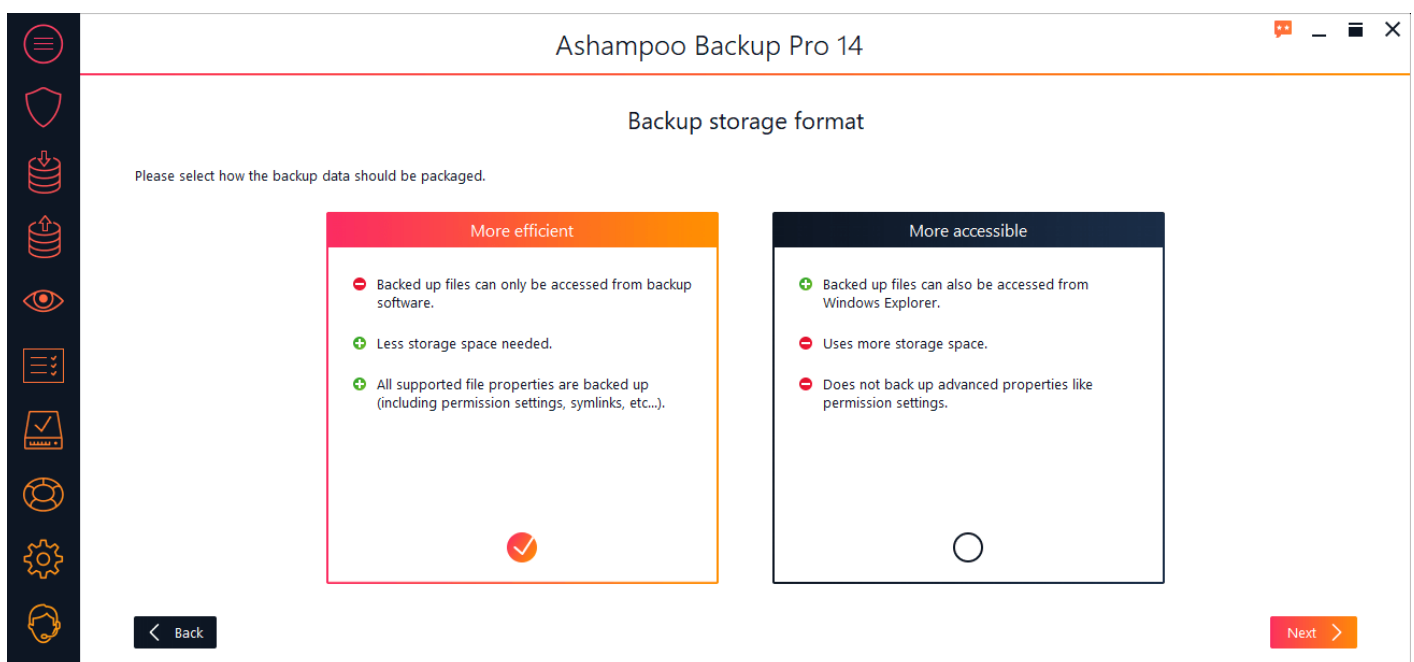 Ashampoo Backup Pro 14
Backup storage format
Please select how the backup data should be packaged.
More efficient
Backed up files can only be accessed from backup
software.
Less storage space needed.
All supported file properties are backed up
(including permission settings, symlinks, etc...).
More accessible
Backed up files can also be accessed from
Windows Explorer.
Uses more storage space.
Does not back up advanced properties like
permission settings.
Back
Next